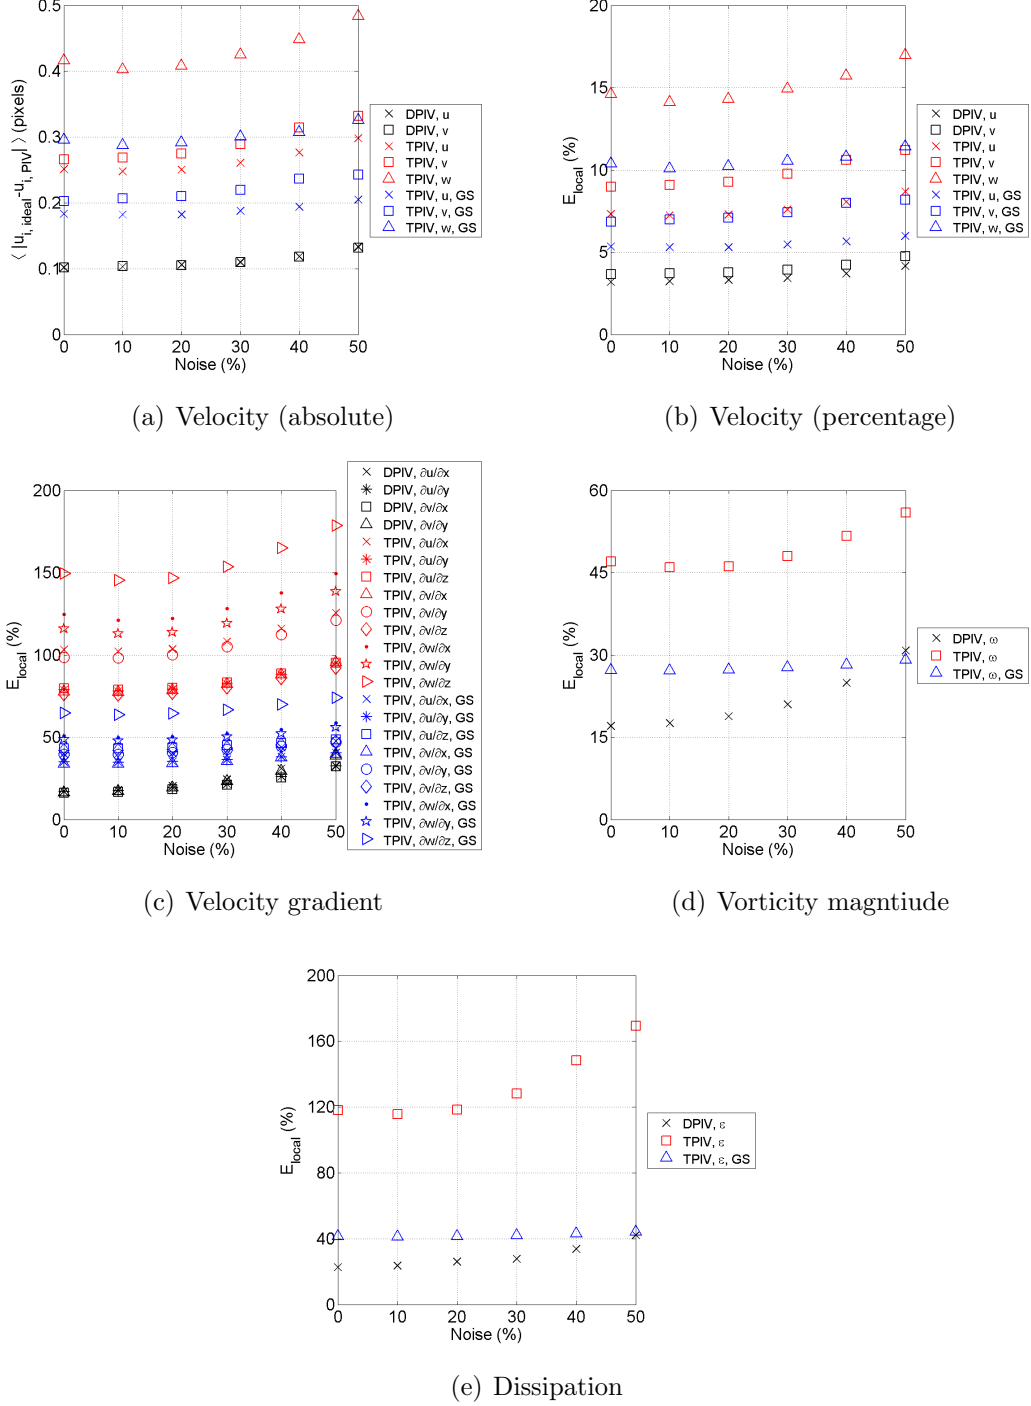 0.5
0.4
0.3
0.2
0.1
0
0 10 20 30 40 50
Noise (%)
⟨ |u_i, ideal-u_i, PIV| ⟩ (pixels)
DPIV, u
DPIV, v
TPIV, u
TPIV, v
TPIV, w
TPIV, u, GS
TPIV, v, GS
TPIV, w, GS
(a) Velocity (absolute)
20
15
10
5
0
0 10 20 30 40 50
Noise (%)
E_local (%)
DPIV, u
DPIV, v
TPIV, u
TPIV, v
TPIV, w
TPIV, u, GS
TPIV, v, GS
TPIV, w, GS
(b) Velocity (percentage)
200
150
100
50
0
0 10 20 30 40 50
Noise (%)
E_local (%)
DPIV, ∂u/∂x
DPIV, ∂u/∂y
DPIV, ∂v/∂x
DPIV, ∂v/∂y
TPIV, ∂u/∂x
TPIV, ∂u/∂y
TPIV, ∂u/∂z
TPIV, ∂v/∂x
TPIV, ∂v/∂y
TPIV, ∂v/∂z
TPIV, ∂w/∂x
TPIV, ∂w/∂y
TPIV, ∂w/∂z
TPIV, ∂u/∂x, GS
TPIV, ∂u/∂y, GS
TPIV, ∂u/∂z, GS
TPIV, ∂v/∂x, GS
TPIV, ∂v/∂y, GS
TPIV, ∂v/∂z, GS
TPIV, ∂w/∂x, GS
TPIV, ∂w/∂y, GS
TPIV, ∂w/∂z, GS
(c) Velocity gradient
60
45
30
15
0
0 10 20 30 40 50
Noise (%)
E_local (%)
DPIV, ω
TPIV, ω
TPIV, ω, GS
(d) Vorticity magntiude
200
160
120
80
40
0
0 10 20 30 40 50
Noise (%)
E_local (%)
DPIV, ε
TPIV, ε
TPIV, ε, GS
(e) Dissipation